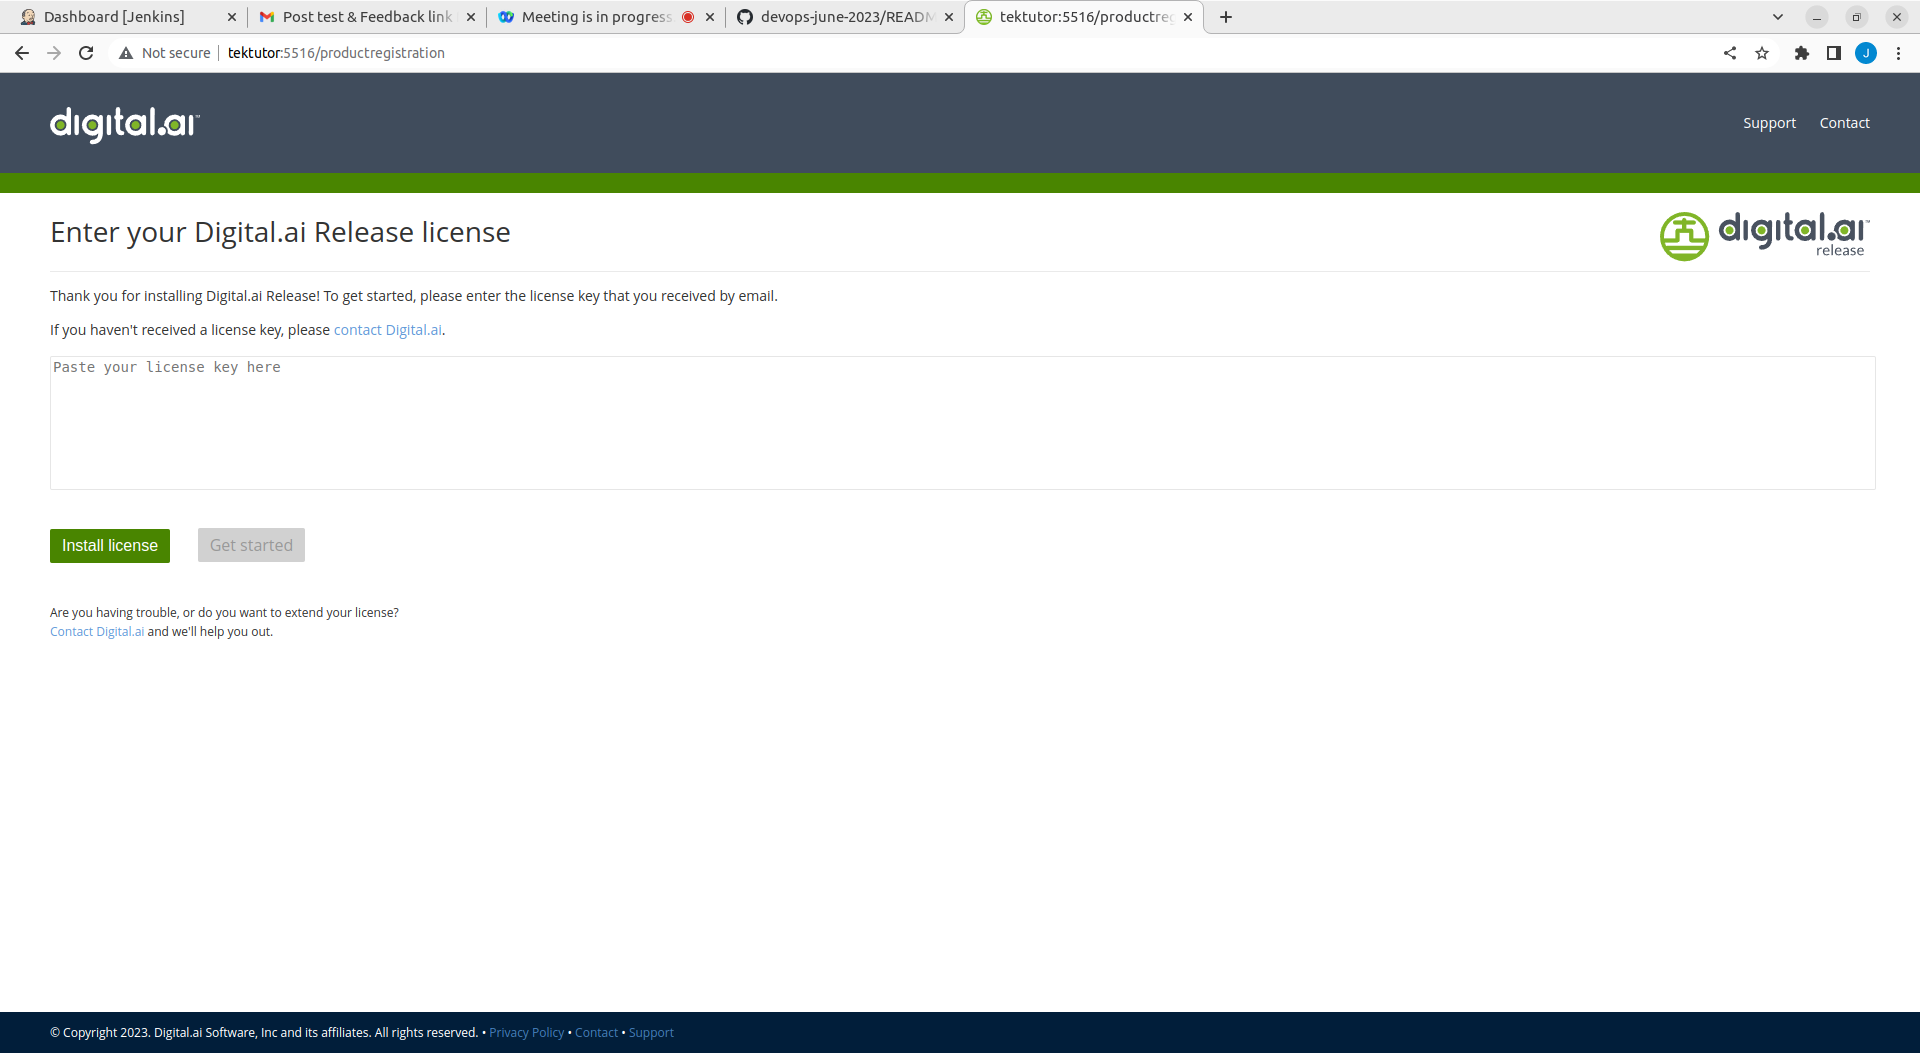 Dashboard [Jenkins]
Post test & Feedback link
Meeting is in progress
devops-june-2023/READM
tektutor:5516/productreg
Not secure
tektutor:5516/productregistration
J
digital.ai™
Support
Contact
Enter your Digital.ai Release license
digital.ai™
release
Thank you for installing Digital.ai Release! To get started, please enter the license key that you received by email.
If you haven't received a license key, please contact Digital.ai.
Paste your license key here
Install license
Get started
Are you having trouble, or do you want to extend your license?
Contact Digital.ai and we'll help you out.
© Copyright 2023. Digital.ai Software, Inc and its affiliates. All rights reserved. • Privacy Policy • Contact • Support